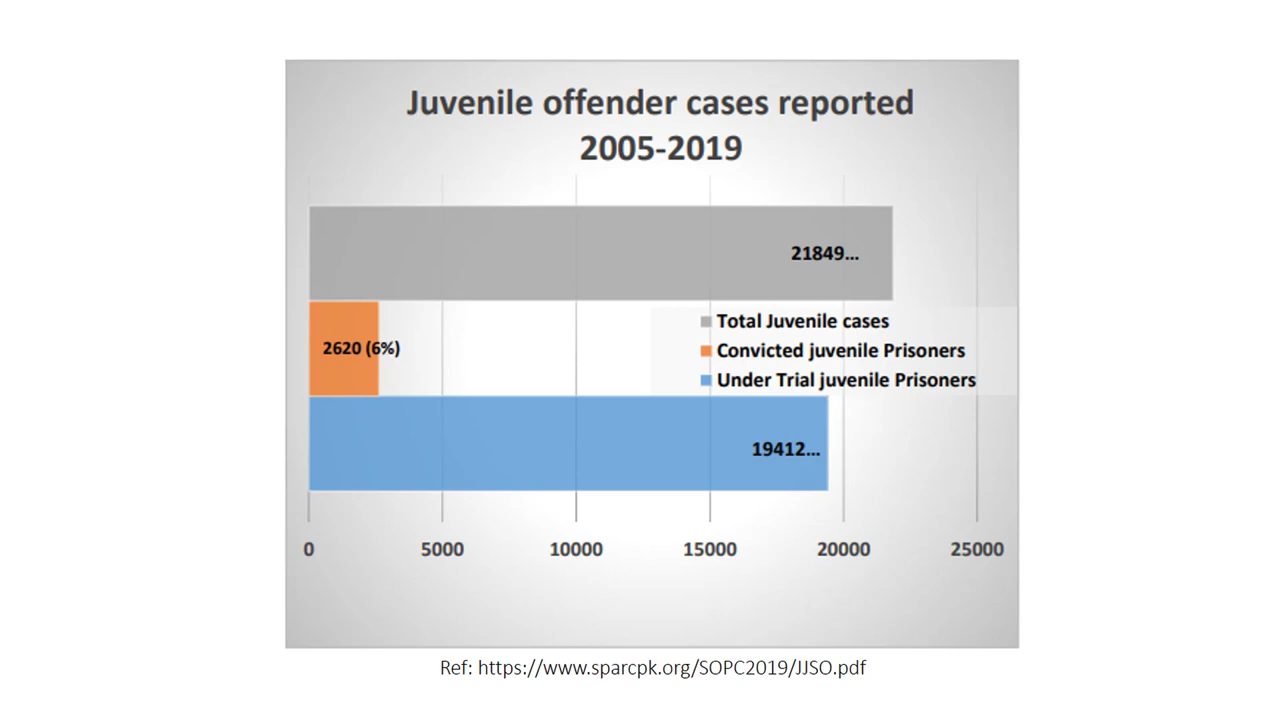 Juvenile offender cases reported
2005-2019
21849...
2620 (6%)
Total Juvenile cases
Convicted juvenile Prisoners
Under Trial juvenile Prisoners
19412...
0 5000 10000 15000 20000 25000
Ref: https://www.sparcpk.org/SOPC2019/JJSO.pdf